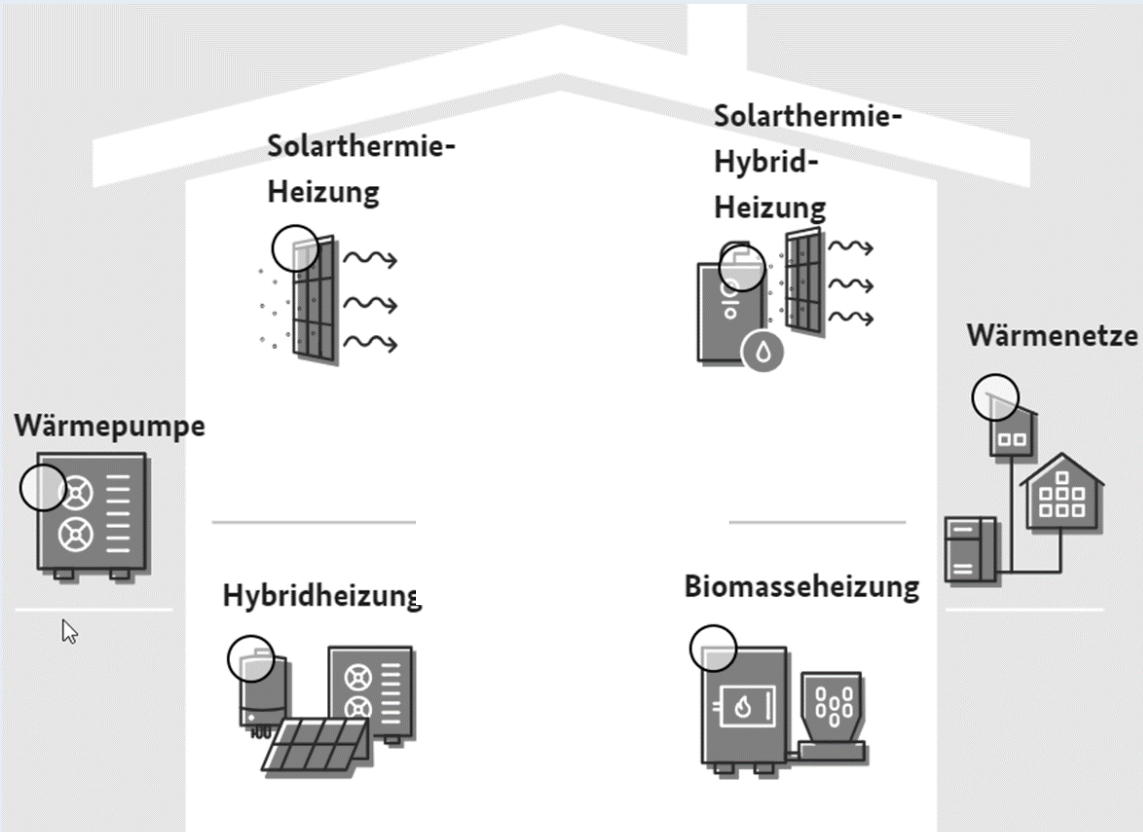 Solarthermie-
Heizung
Solarthermie-
Hybrid-
Heizung
Wärmenetze
Wärmepumpe
Hybridheizung
Biomasseheizung